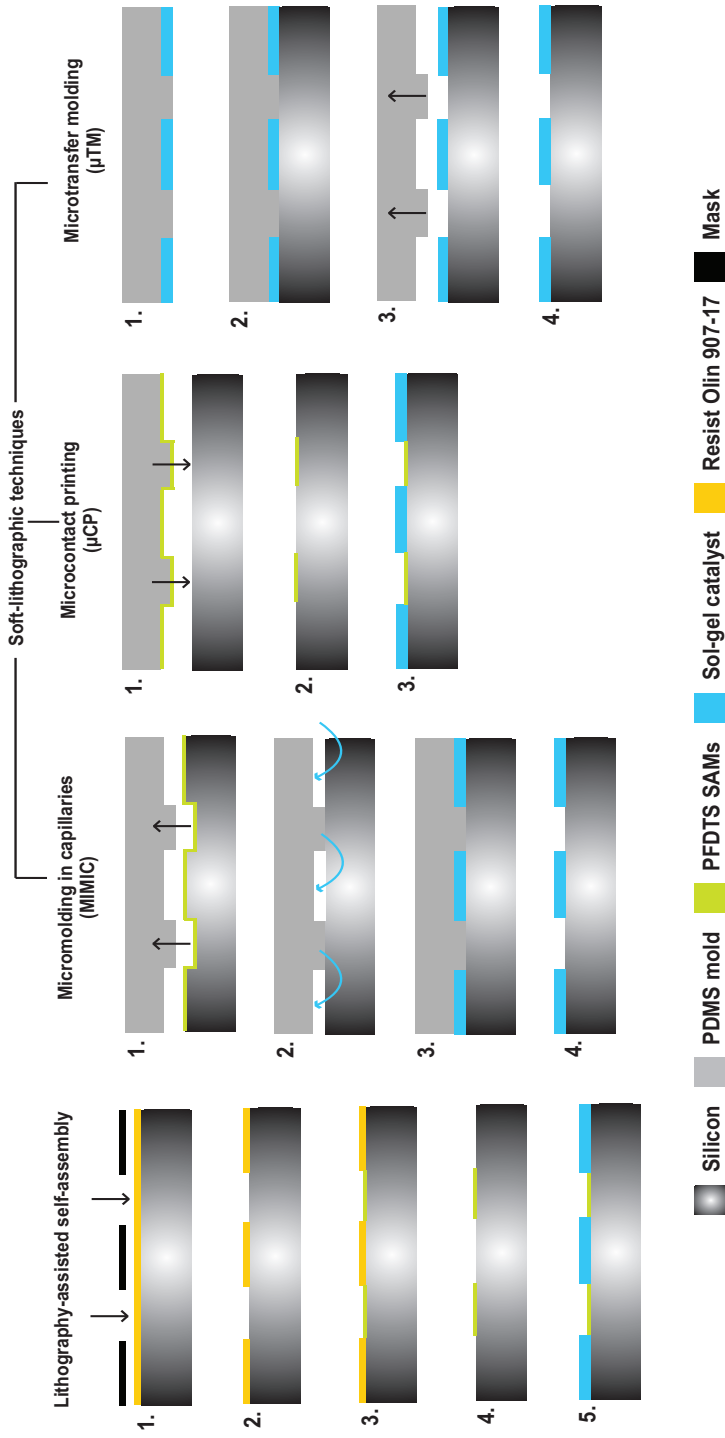 Soft-lithographic techniques
Lithography-assisted self-assembly
1.
2.
3.
4.
5.
Micromolding in capillaries
(MIMIC)
1.
2.
3.
4.
Microcontact printing
(µCP)
1.
2.
3.
Microtransfer molding
(µTM)
1.
2.
3.
4.
Silicon
PDMS mold
PFDTS SAMs
Sol-gel catalyst
Resist Olin 907-17
Mask